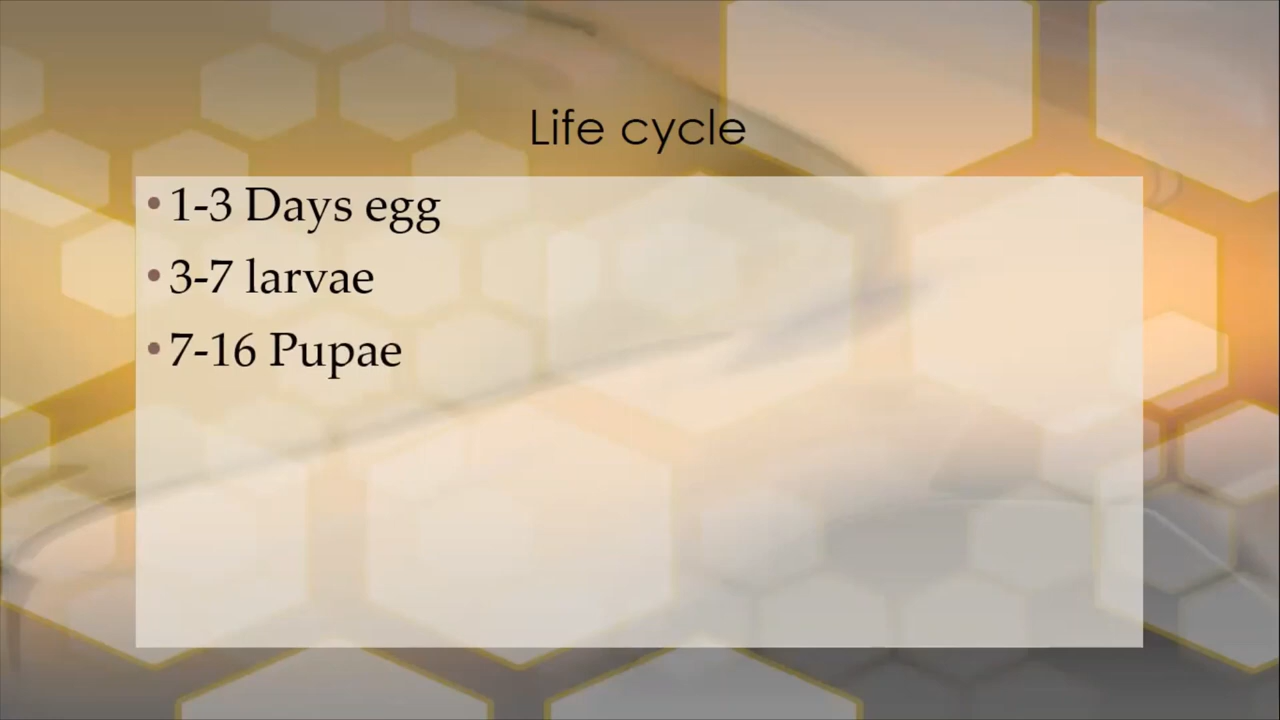 Life cycle
• 1-3 Days egg
• 3-7 larvae
• 7-16 Pupae